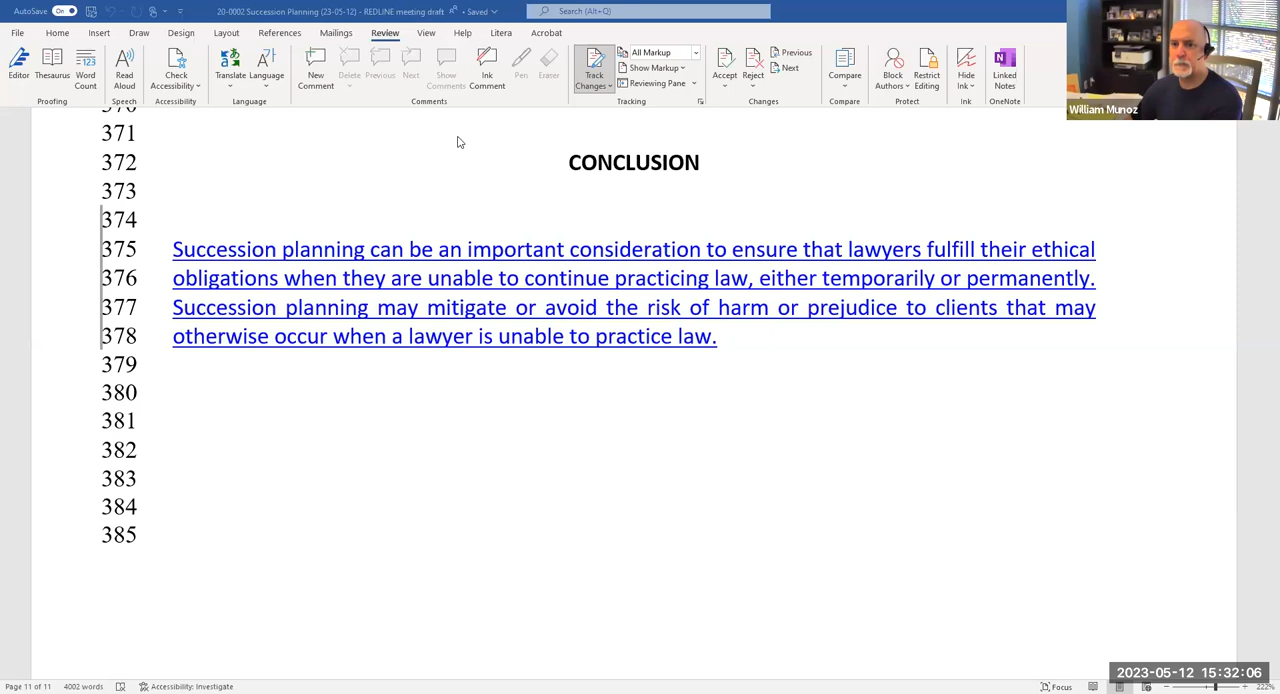 AutoSave On 20-0002 Succession Planning (23-05-12) - REDLINE meeting draft • Saved Search (Alt+Q)
File Home Insert Draw Design Layout References Mailings Review View Help Litera Acrobat
Editor Thesaurus Word Count Read Aloud Check Accessibility Translate Language New Comment Delete Previous Next Show Comments Ink Comment Pen Eraser Track Changes All Markup Show Markup Reviewing Pane Accept Reject Previous Next Compare Block Authors Restrict Editing Hide Ink Linked Notes
Proofing Speech Accessibility Language Comments Tracking Changes Compare Protect Ink OneNote
William Munoz
370
371
372 CONCLUSION
373
374
375 Succession planning can be an important consideration to ensure that lawyers fulfill their ethical
376 obligations when they are unable to continue practicing law, either temporarily or permanently.
377 Succession planning may mitigate or avoid the risk of harm or prejudice to clients that may
378 otherwise occur when a lawyer is unable to practice law.
379
380
381
382
383
384
385
2023-05-12 15:32:06
Page 11 of 11 4002 words Accessibility: Investigate Focus 222%